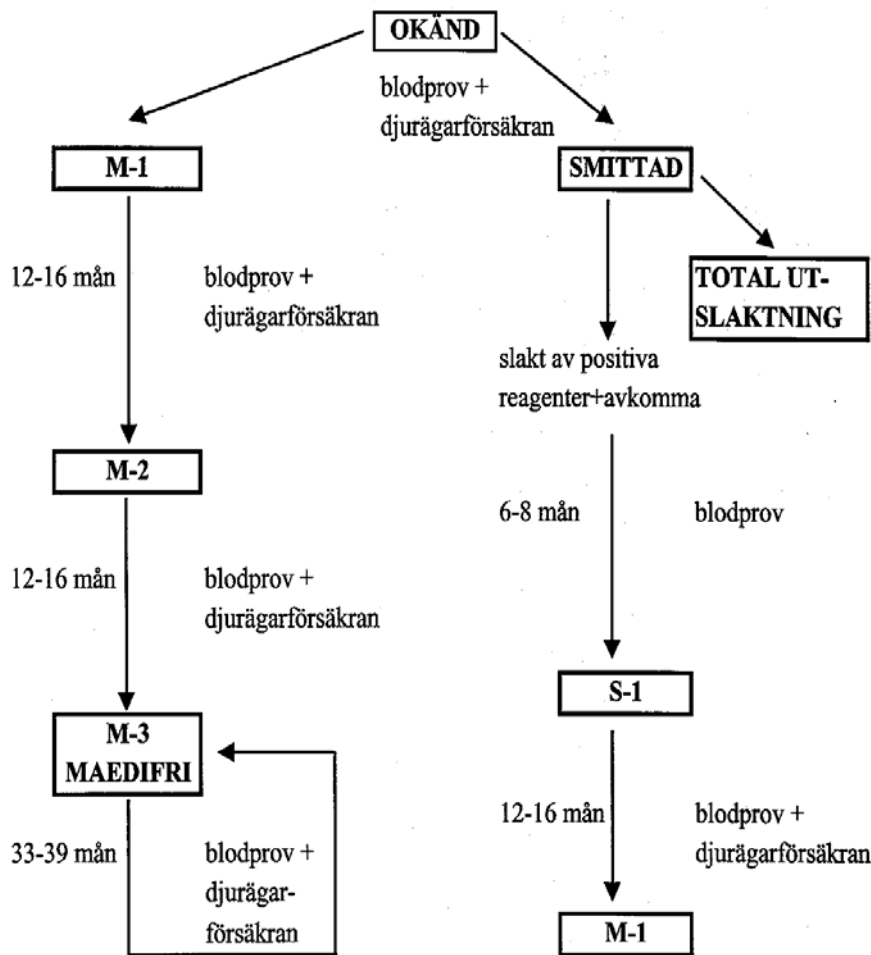 OKÄND
blodprov +
djurägarförsäkran
M-1
SMITTAD
12-16 mån
blodprov +
djurägarförsäkran
TOTAL UT-
SLAKTNING
slakt av positiva
reagenter+avkomma
M-2
6-8 mån
blodprov
12-16 mån
blodprov +
djurägarförsäkran
S-1
M-3
MAEDIFRI
12-16 mån
blodprov +
djurägarförsäkran
33-39 mån
blodprov +
djurägar-
försäkran
M-1